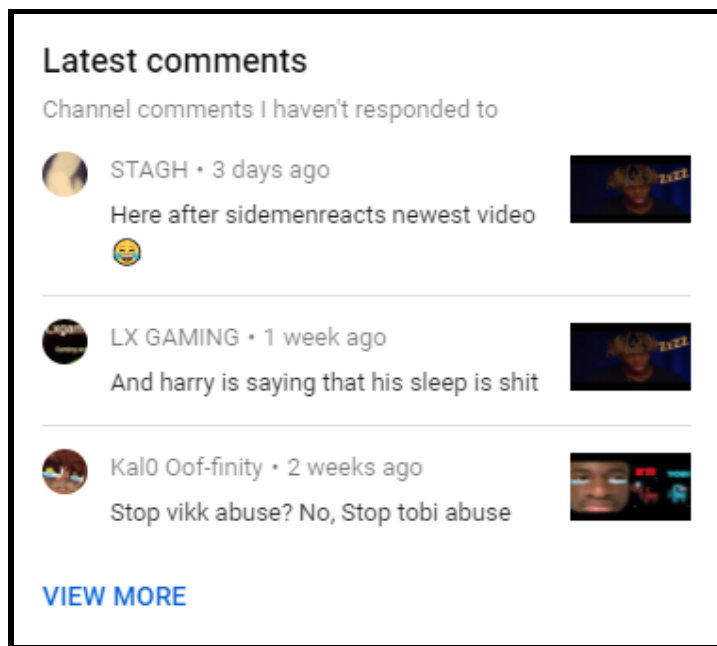 Latest comments
Channel comments I haven't responded to
STAGH • 3 days ago
Here after sidemenreacts newest video
😂
LX GAMING • 1 week ago
And harry is saying that his sleep is shit
Kal0 Oof-finity • 2 weeks ago
Stop vikk abuse? No, Stop tobi abuse
VIEW MORE